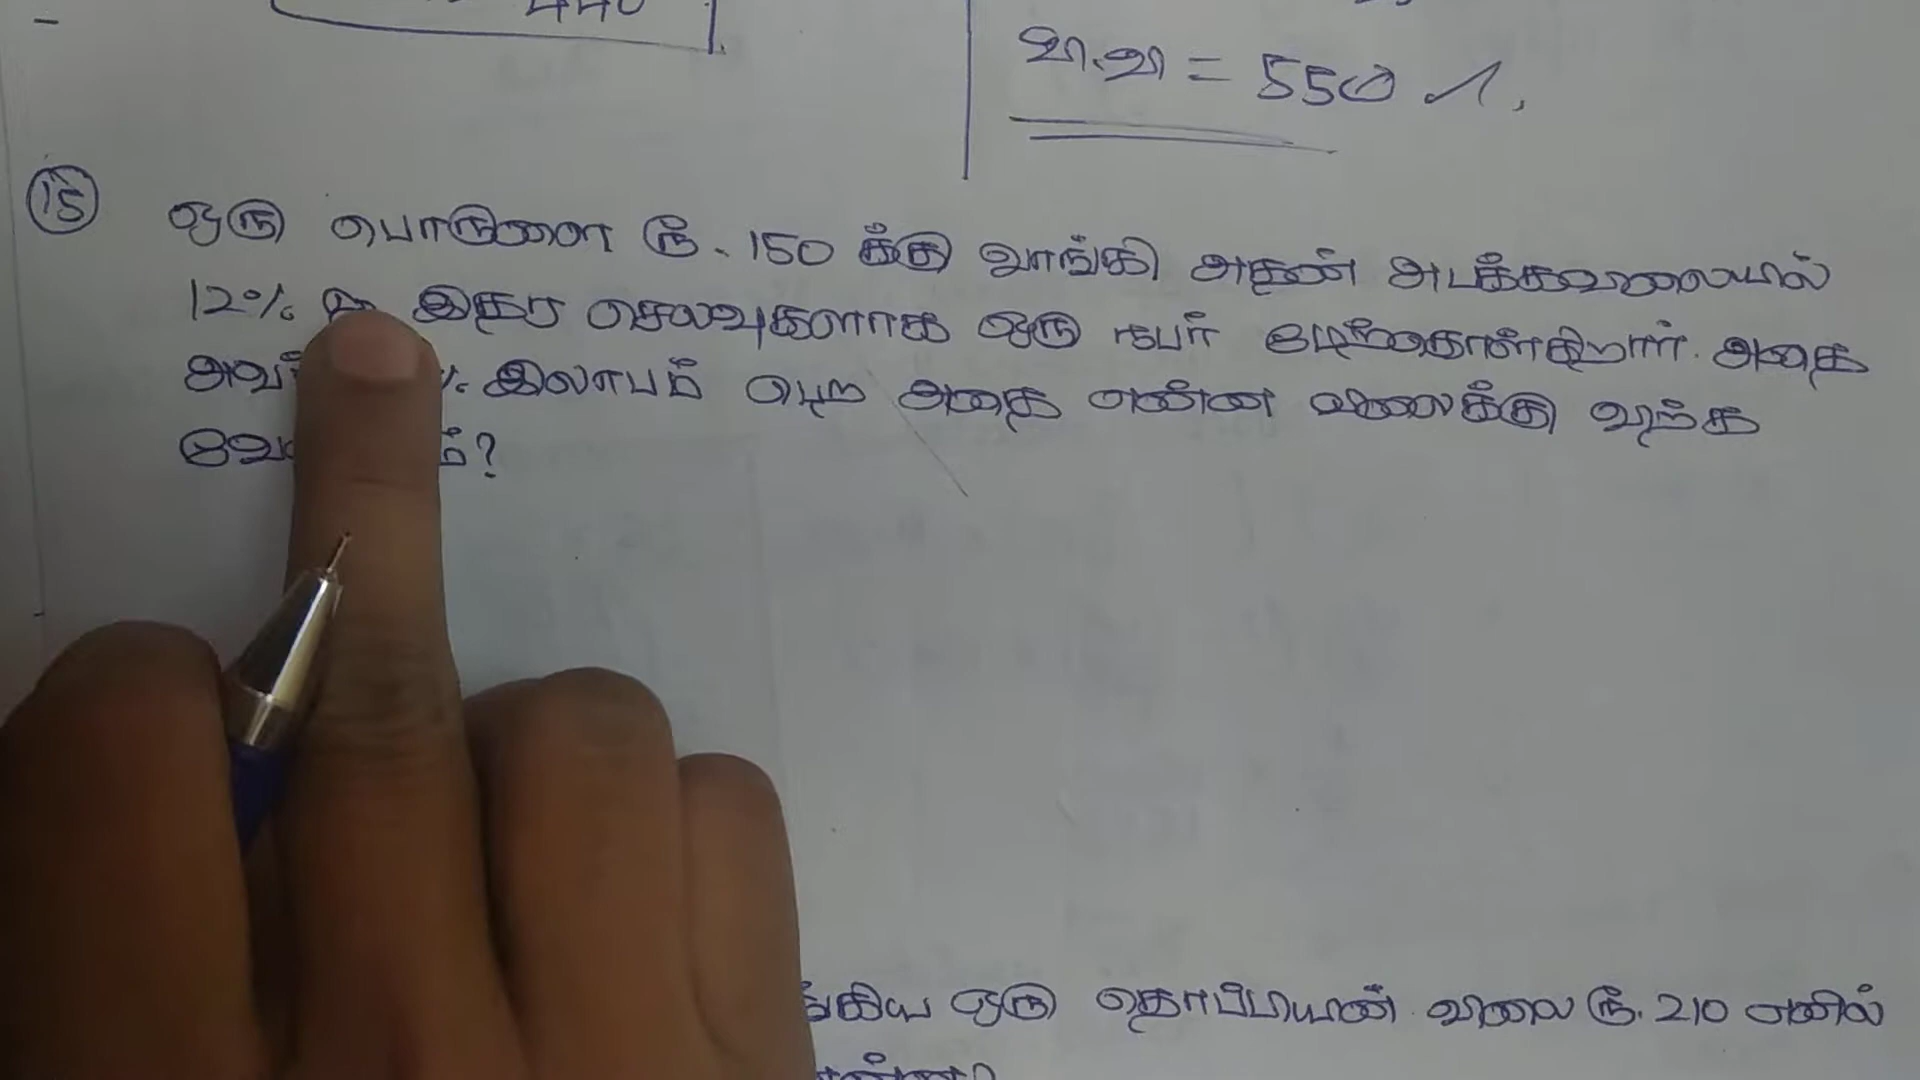 440
வி.வி = 550 /.
15 ஒரு பொருளை ரூ. 150 க்கு வாங்கி அதன் அடக்கவிலையில்
12% ஐ இதர செலவுகளாக ஒரு நபர் மேற்கொள்கிறார். அதை
% இலாபம் பெற அதை என்ன விலைக்கு விற்க
?
ஒரு தொப்பியின் விலை ரூ. 210 எனில்